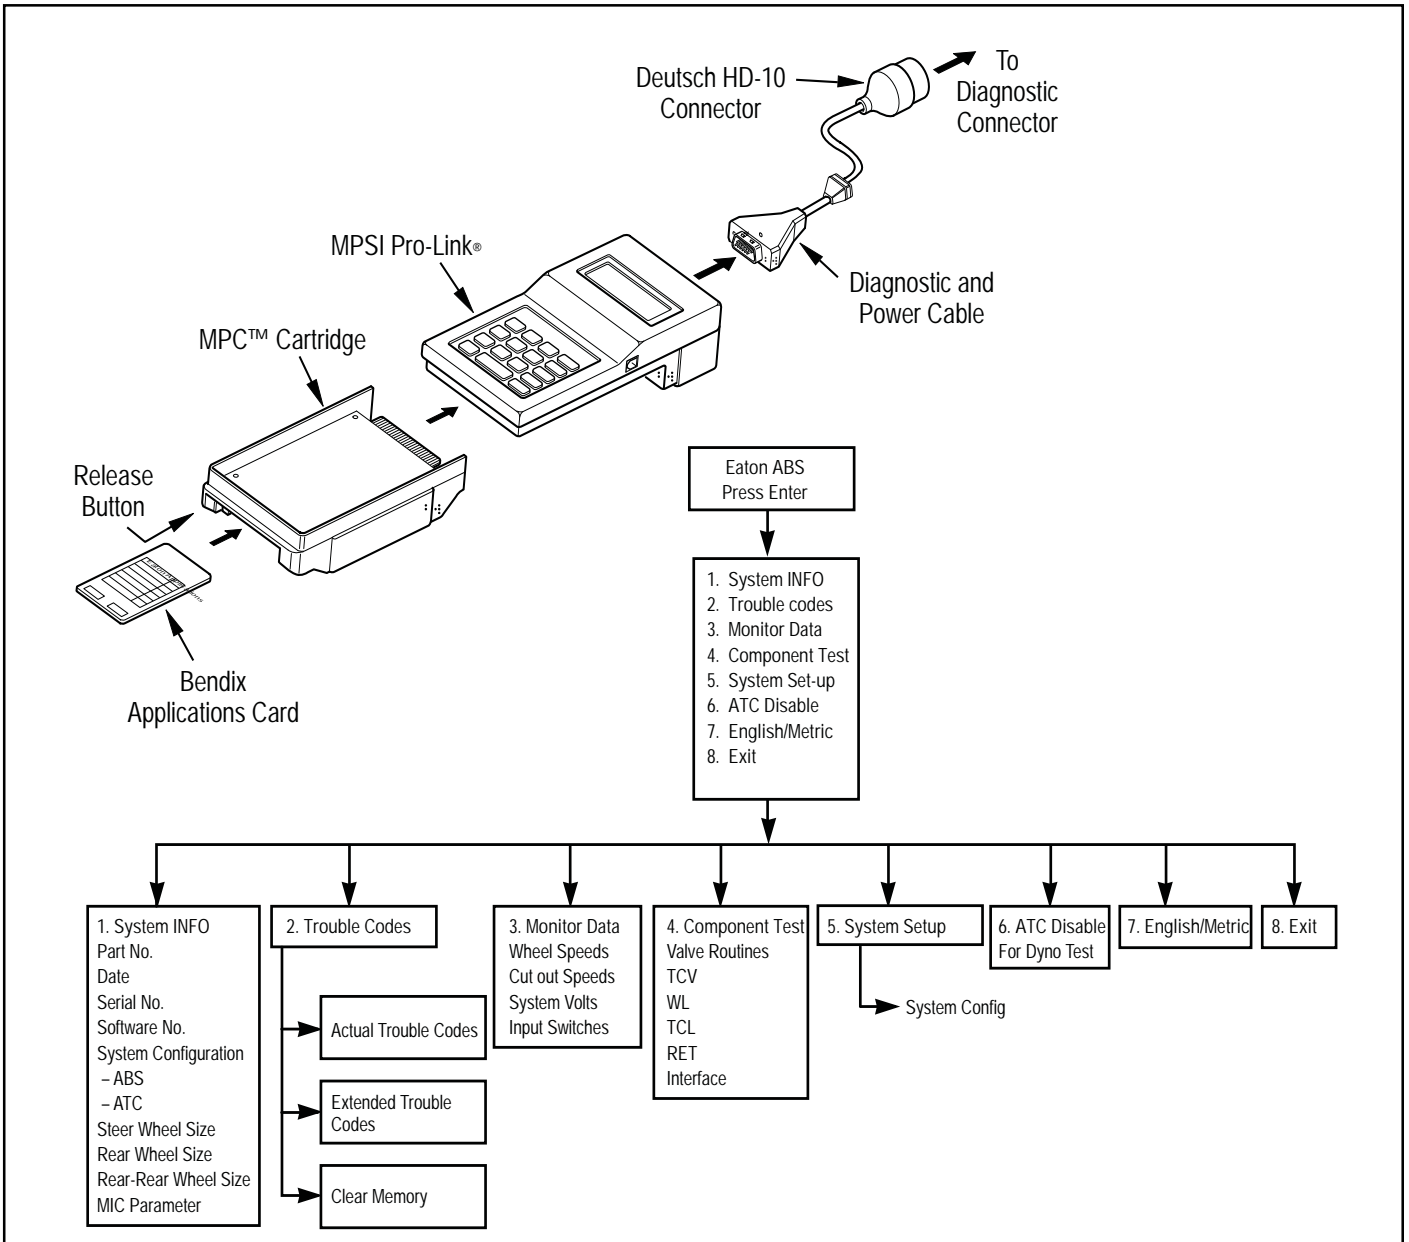 Deutsch HD-10
Connector
To
Diagnostic
Connector
MPSI Pro-Link®
Diagnostic and
Power Cable
MPC™ Cartridge
Release
Button
Bendix
Applications Card
Eaton ABS
Press Enter
1. System INFO
2. Trouble codes
3. Monitor Data
4. Component Test
5. System Set-up
6. ATC Disable
7. English/Metric
8. Exit
1. System INFO
Part No.
Date
Serial No.
Software No.
System Configuration
– ABS
– ATC
Steer Wheel Size
Rear Wheel Size
Rear-Rear Wheel Size
MIC Parameter
2. Trouble Codes
Actual Trouble Codes
Extended Trouble
Codes
Clear Memory
3. Monitor Data
Wheel Speeds
Cut out Speeds
System Volts
Input Switches
4. Component Test
Valve Routines
TCV
WL
TCL
RET
Interface
5. System Setup
System Config
6. ATC Disable
For Dyno Test
7. English/Metric
8. Exit